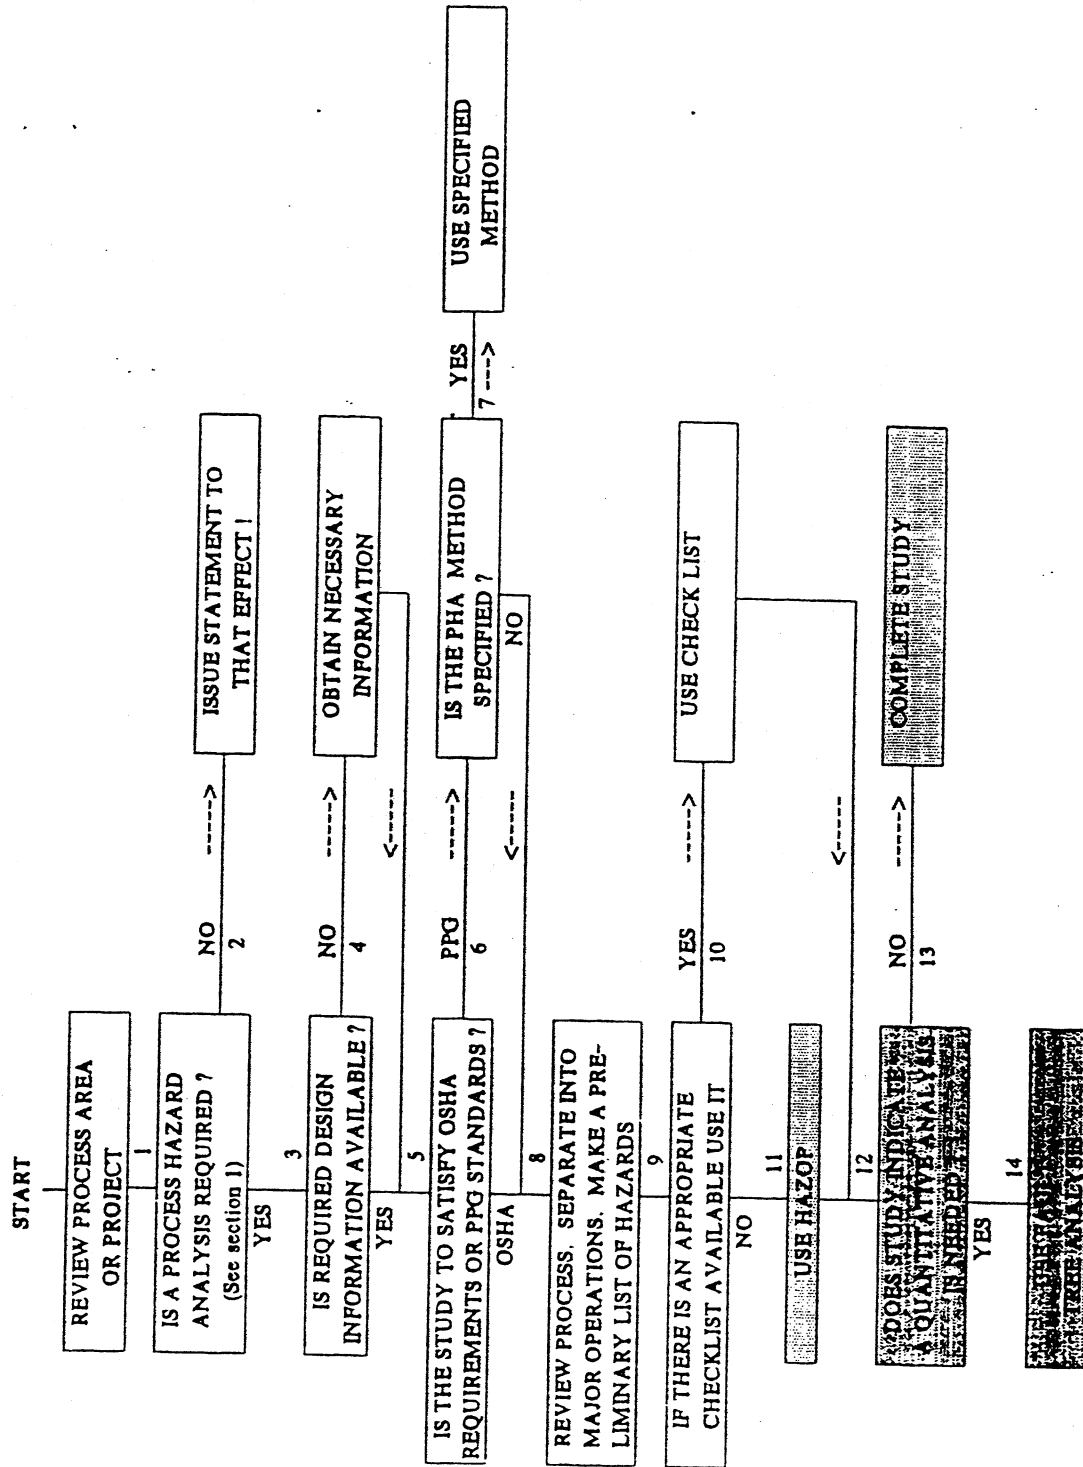 START
REVIEW PROCESS AREA
OR PROJECT
1
IS A PROCESS HAZARD
ANALYSIS REQUIRED ?
(See section 1)
NO ----->
2
ISSUE STATEMENT TO
THAT EFFECT !
YES
3
IS REQUIRED DESIGN
INFORMATION AVAILABLE ?
NO ----->
4
OBTAIN NECESSARY
INFORMATION
<-----
YES
5
IS THE STUDY TO SATISFY OSHA
REQUIREMENTS OR PPG STANDARDS ?
PPG ----->
6
IS THE PHA METHOD
SPECIFIED ?
YES
7 ---->
USE SPECIFIED
METHOD
NO
<-----
OSHA
8
REVIEW PROCESS. SEPARATE INTO
MAJOR OPERATIONS. MAKE A PRE-
LIMINARY LIST OF HAZARDS
9
IF THERE IS AN APPROPRIATE
CHECKLIST AVAILABLE USE IT
YES ----->
10
USE CHECK LIST
NO
11
USE HAZOP
<-----
12
DOES STUDY INDICATE
A QUANTITATIVE ANALYSIS
IS NEEDED ?
NO ----->
13
COMPLETE STUDY
YES
14
TREE ANALYSES